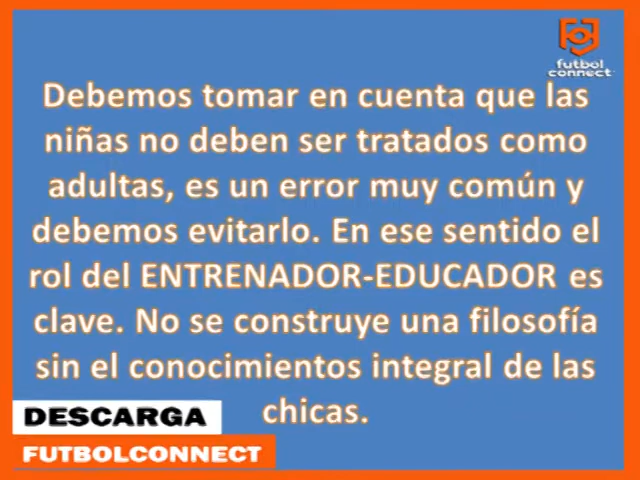 futbol
connect
Debemos tomar en cuenta que las
niñas no deben ser tratados como
adultas, es un error muy común y
debemos evitarlo. En ese sentido el
rol del ENTRENADOR-EDUCADOR es
clave. No se construye una filosofía
sin el conocimientos integral de las
chicas.
DESCARGA
FUTBOLCONNECT